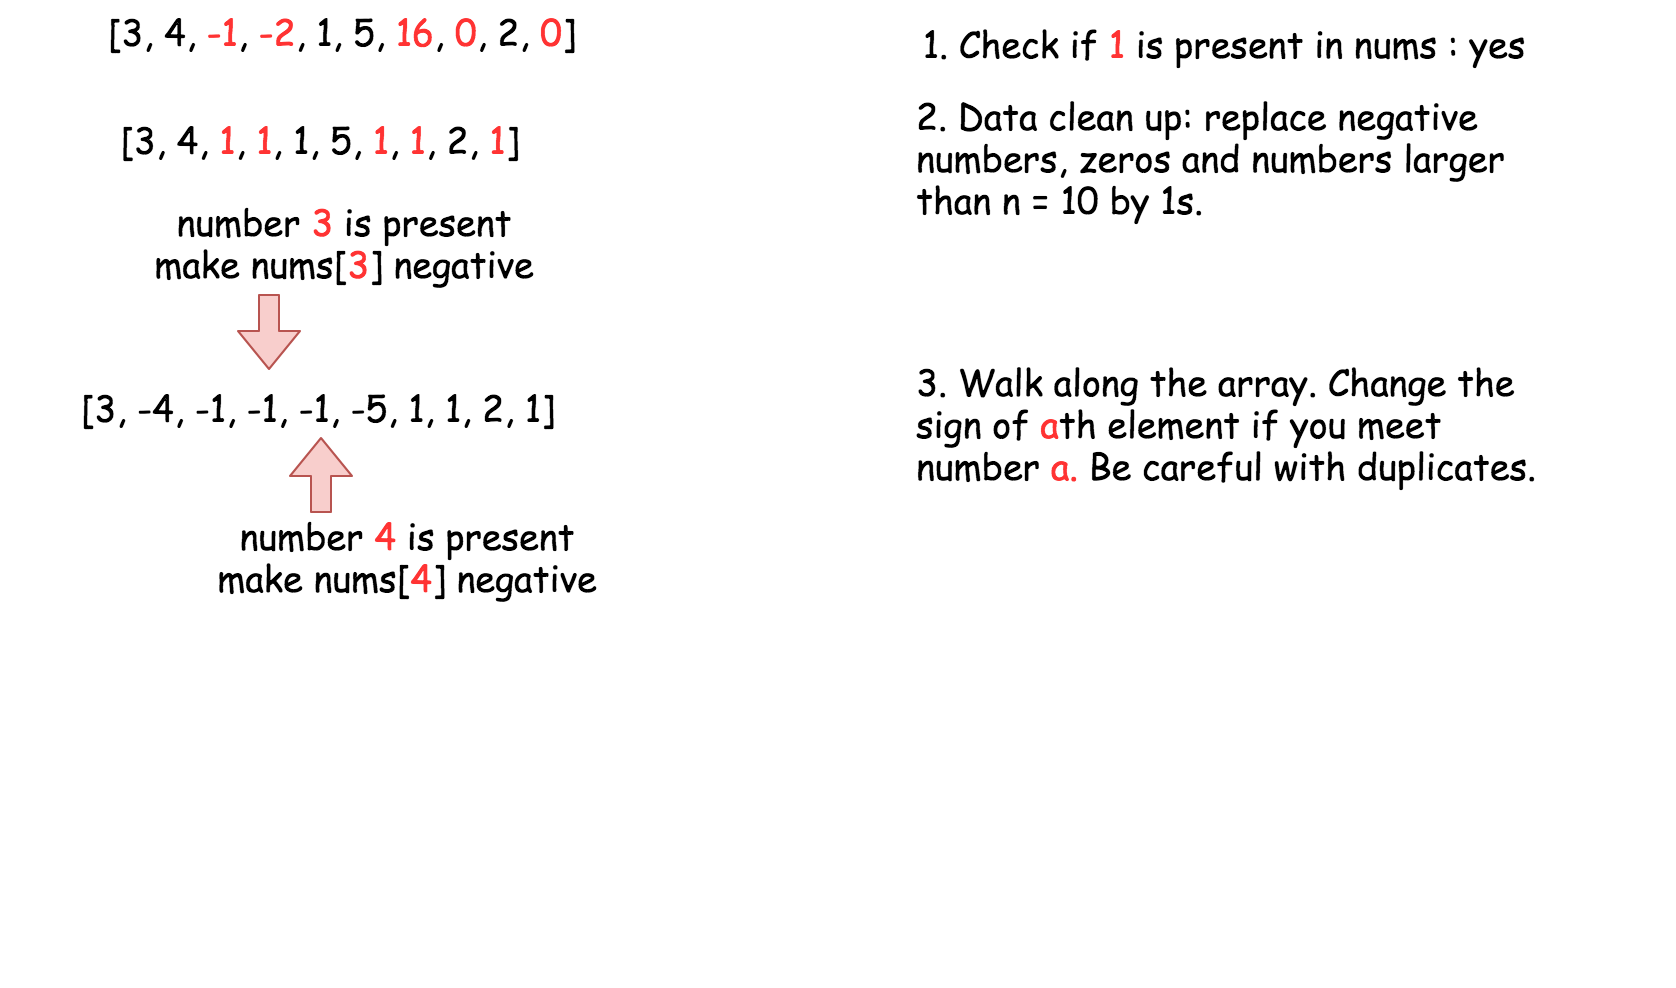 [3, 4, -1, -2, 1, 5, 16, 0, 2, 0]
1. Check if 1 is present in nums : yes
2. Data clean up: replace negative
numbers, zeros and numbers larger
than n = 10 by 1s.
[3, 4, 1, 1, 1, 5, 1, 1, 2, 1]
number 3 is present
make nums[3] negative
[3, -4, -1, -1, -1, -5, 1, 1, 2, 1]
3. Walk along the array. Change the
sign of ath element if you meet
number a. Be careful with duplicates.
number 4 is present
make nums[4] negative